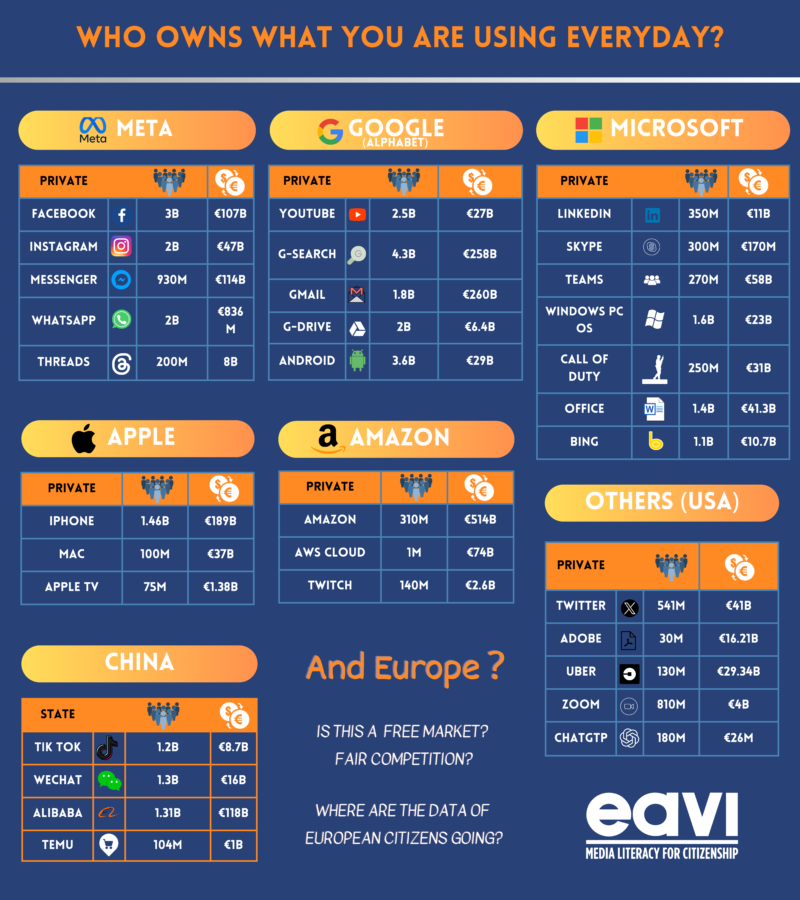 WHO OWNS WHAT YOU ARE USING EVERYDAY?
Meta
META
PRIVATE
FACEBOOK 3B €107B
INSTAGRAM 2B €47B
MESSENGER 930M €114B
WHATSAPP 2B €836
M
THREADS 200M 8B
GOOGLE
(ALPHABET)
PRIVATE
YOUTUBE 2.5B €27B
G-SEARCH 4.3B €258B
GMAIL 1.8B €260B
G-DRIVE 2B €6.4B
ANDROID 3.6B €29B
MICROSOFT
PRIVATE
LINKEDIN in 350M €11B
SKYPE 300M €170M
TEAMS 270M €58B
WINDOWS PC
OS 1.6B €23B
CALL OF
DUTY 250M €31B
OFFICE W 1.4B €41.3B
BING 1.1B €10.7B
APPLE
PRIVATE
IPHONE 1.46B €189B
MAC 100M €37B
APPLE TV 75M €1.38B
a AMAZON
PRIVATE
AMAZON 310M €514B
AWS CLOUD 1M €74B
TWITCH 140M €2.6B
OTHERS (USA)
PRIVATE
TWITTER X 541M €41B
ADOBE 30M €16.21B
UBER 130M €29.34B
ZOOM 810M €4B
CHATGTP 180M €26M
CHINA
STATE
TIK TOK 1.2B €8.7B
WECHAT 1.3B €16B
ALIBABA 1.31B €118B
TEMU 104M €1B
And Europe?
IS THIS A FREE MARKET?
FAIR COMPETITION?
WHERE ARE THE DATA OF
EUROPEAN CITIZENS GOING?
eavi
MEDIA LITERACY FOR CITIZENSHIP